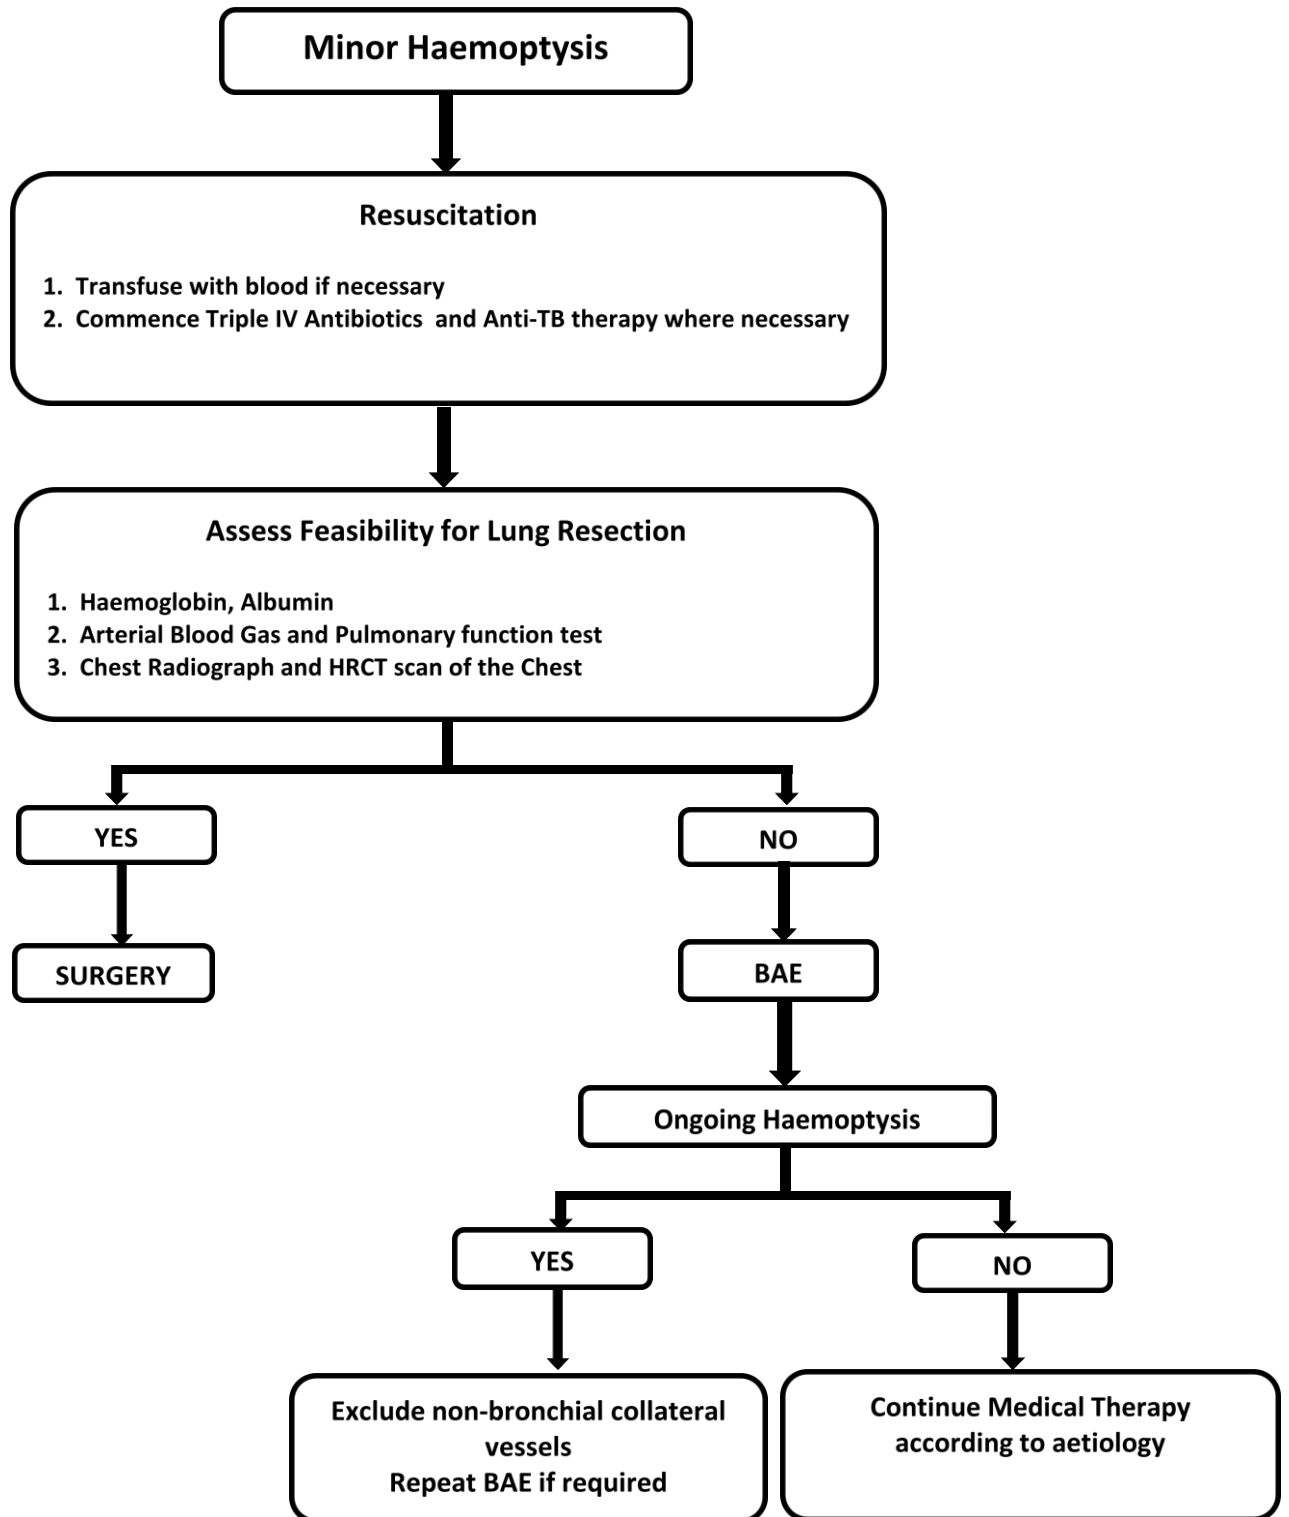 Minor Haemoptysis
Resuscitation
1. Transfuse with blood if necessary
2. Commence Triple IV Antibiotics and Anti-TB therapy where necessary
Assess Feasibility for Lung Resection
1. Haemoglobin, Albumin
2. Arterial Blood Gas and Pulmonary function test
3. Chest Radiograph and HRCT scan of the Chest
YES
NO
SURGERY
BAE
Ongoing Haemoptysis
YES
NO
Exclude non-bronchial collateral
vessels
Repeat BAE if required
Continue Medical Therapy
according to aetiology